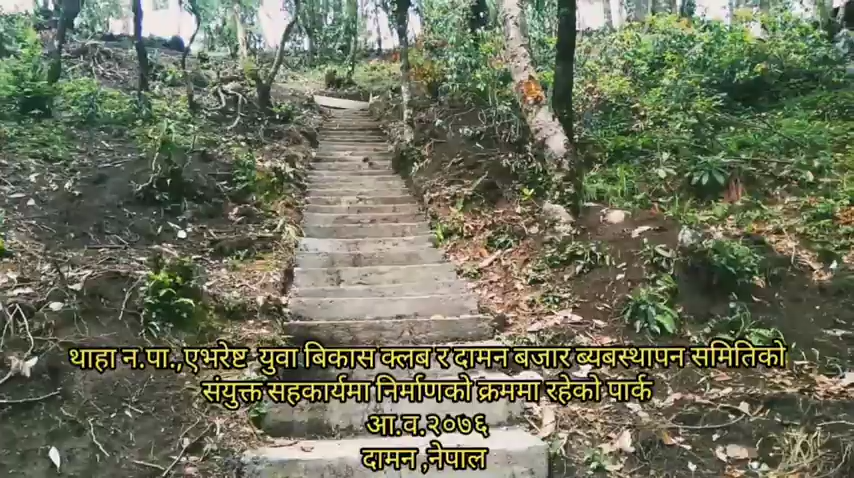 थाहा न.पा.,एभरेष्ट युवा बिकास क्लब र दामन बजार ब्यबस्थापन समितिको
संयुक्त सहकार्यमा निर्माणको क्रममा रहेको पार्क
आ.व.२०७६
दामन ,नेपाल